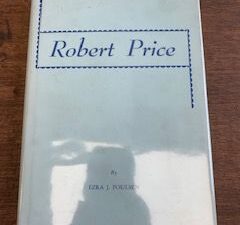 Robert Price
By
EZRA J. POULSEN